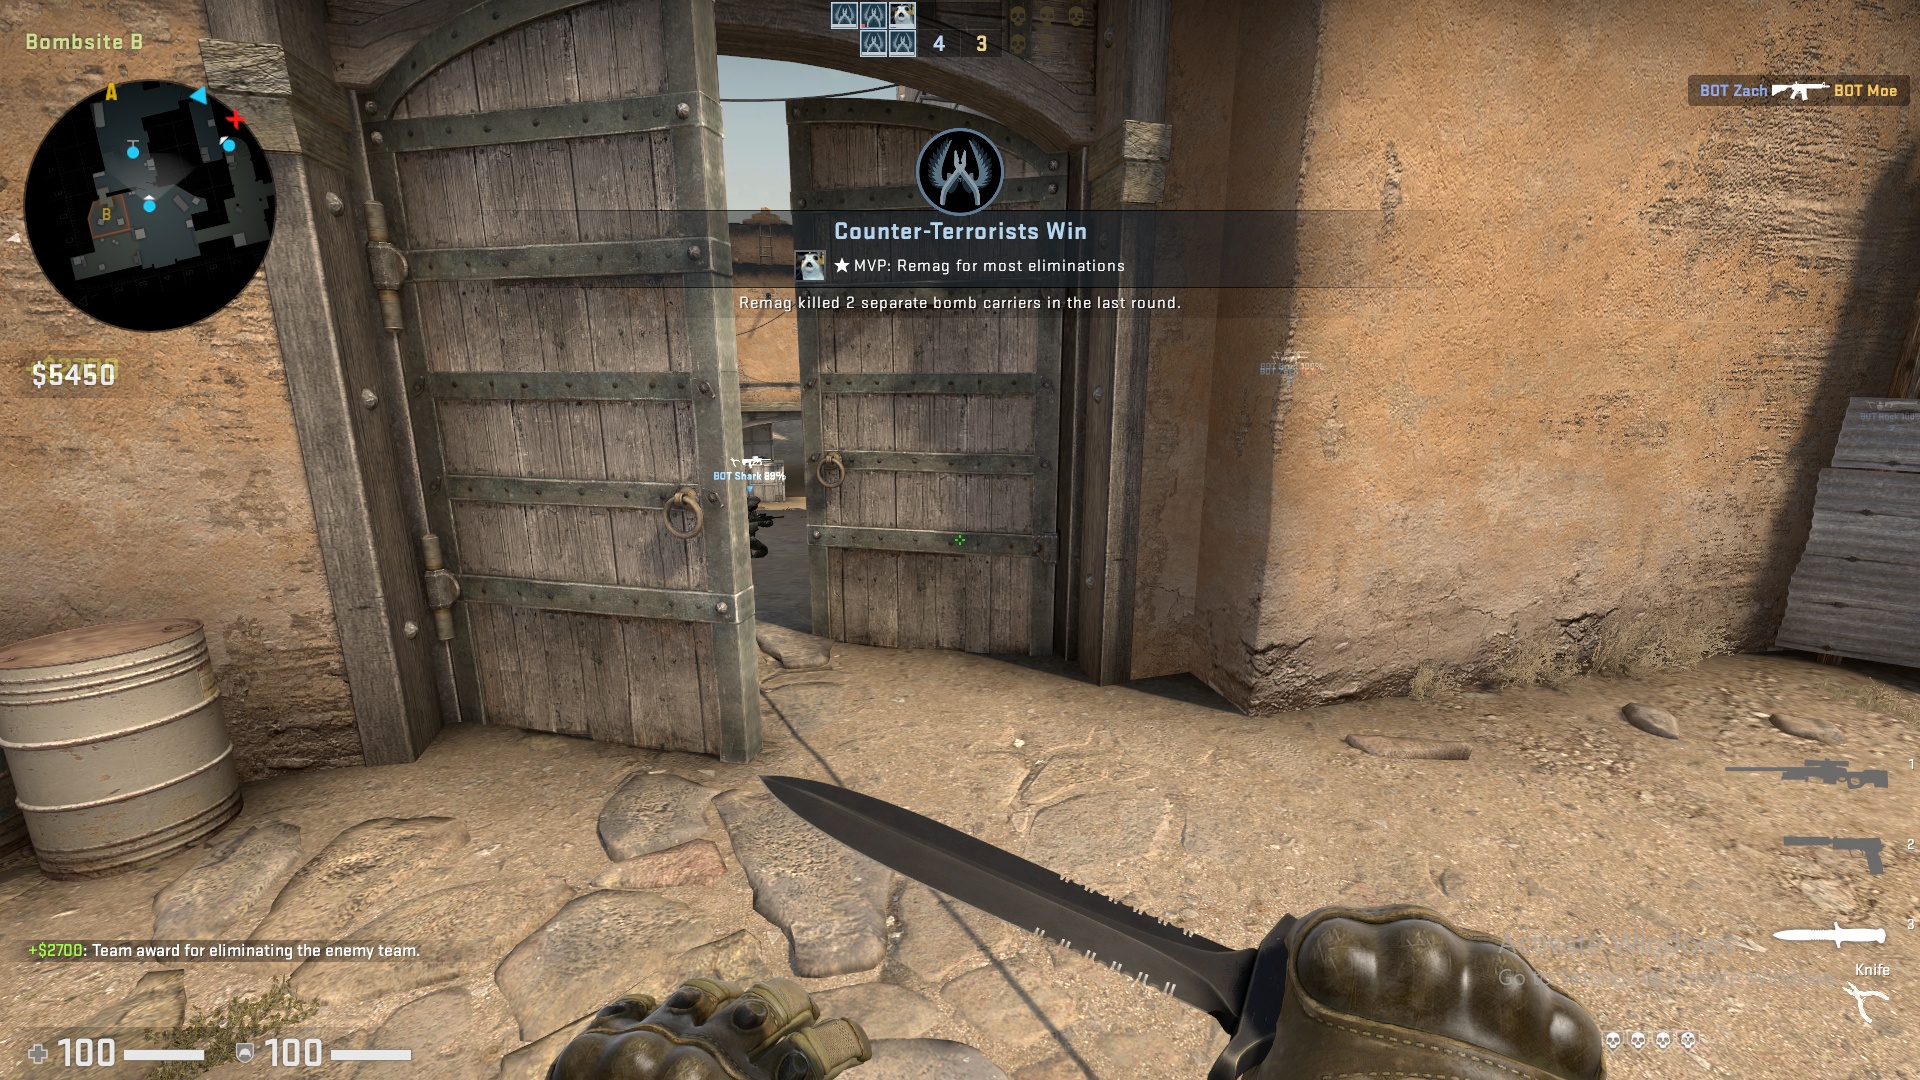 Bombsite B
A
B
4 3
BOT Zach BOT Moe
Counter-Terrorists Win
MVP: Remag for most eliminations
Remag killed 2 separate bomb carriers in the last round.
$5450
BOT Shark 89%
1
2
3
Knife
+$2700: Team award for eliminating the enemy team.
100 100